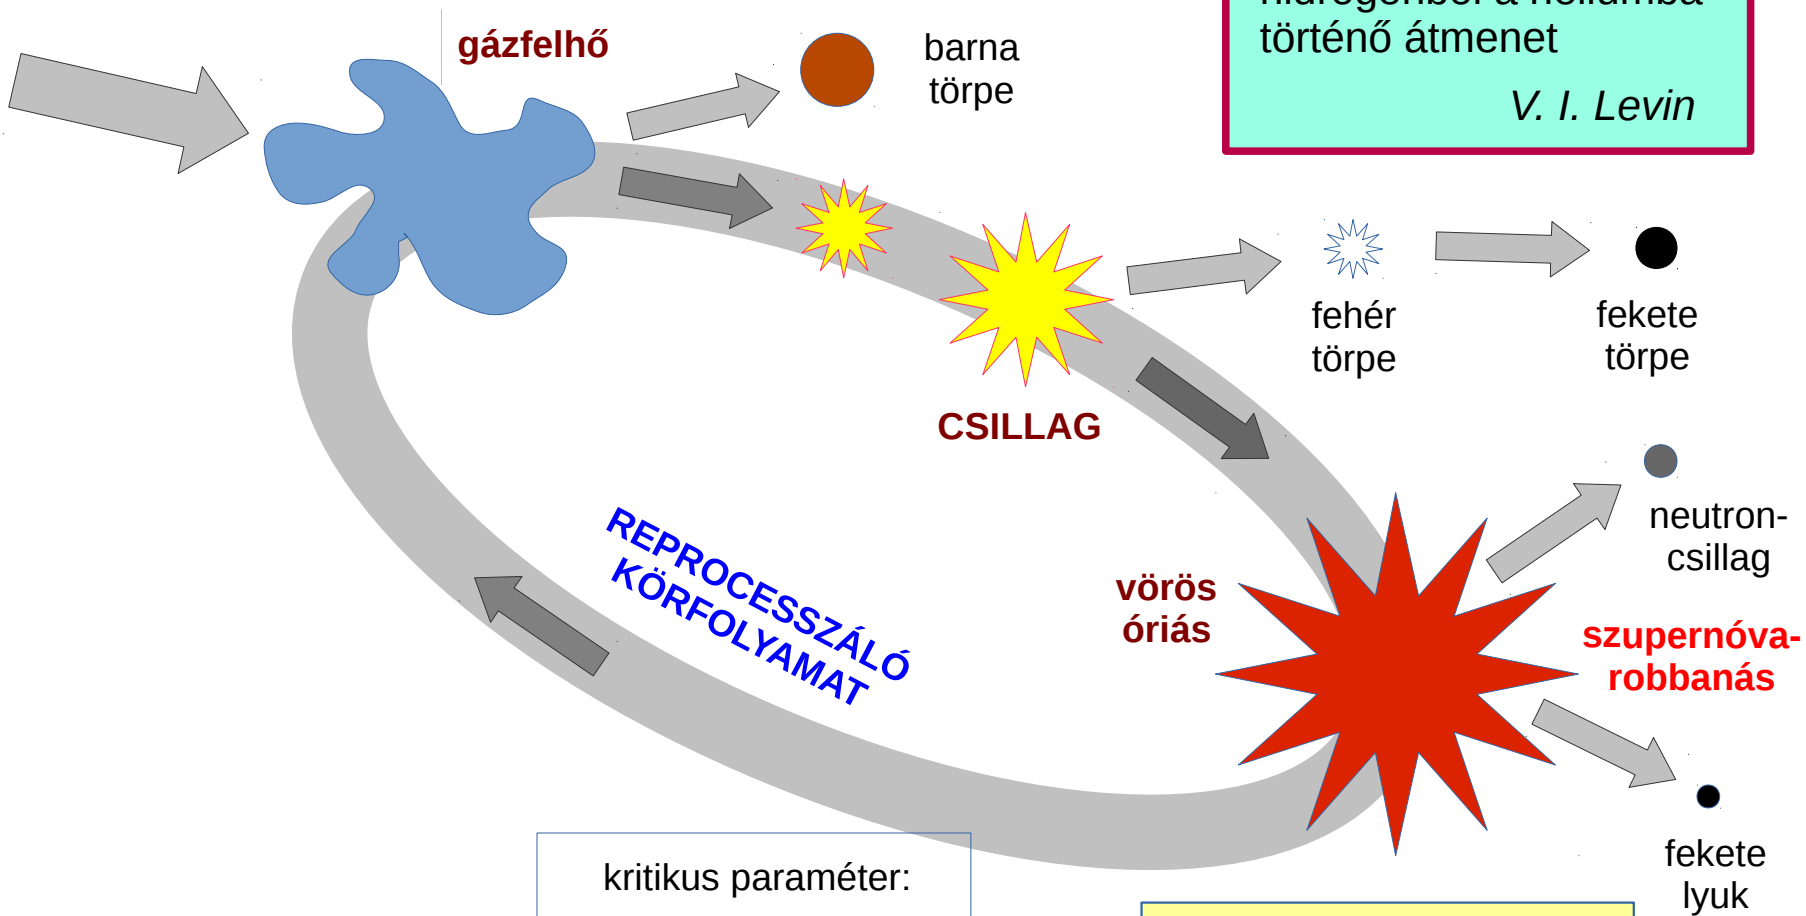 gázfelhő
barna
törpe
történő átmenet
V. I. Levin
fehér
törpe
fekete
törpe
CSILLAG
neutron-
csillag
REPROCESSZÁLÓ
KÖRFOLYAMAT
vörös
óriás
szupernóva-
robbanás
fekete
lyuk
kritikus paraméter: